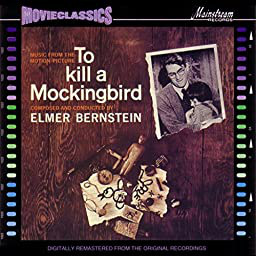 MOVIECLASSICS
Mainstream
RECORDS
MUSIC FROM THE
MOTION PICTURE
To
kill a
Mockingbird
COMPOSED AND CONDUCTED BY
ELMER BERNSTEIN
DIGITALLY REMASTERED FROM THE ORIGINAL RECORDINGS